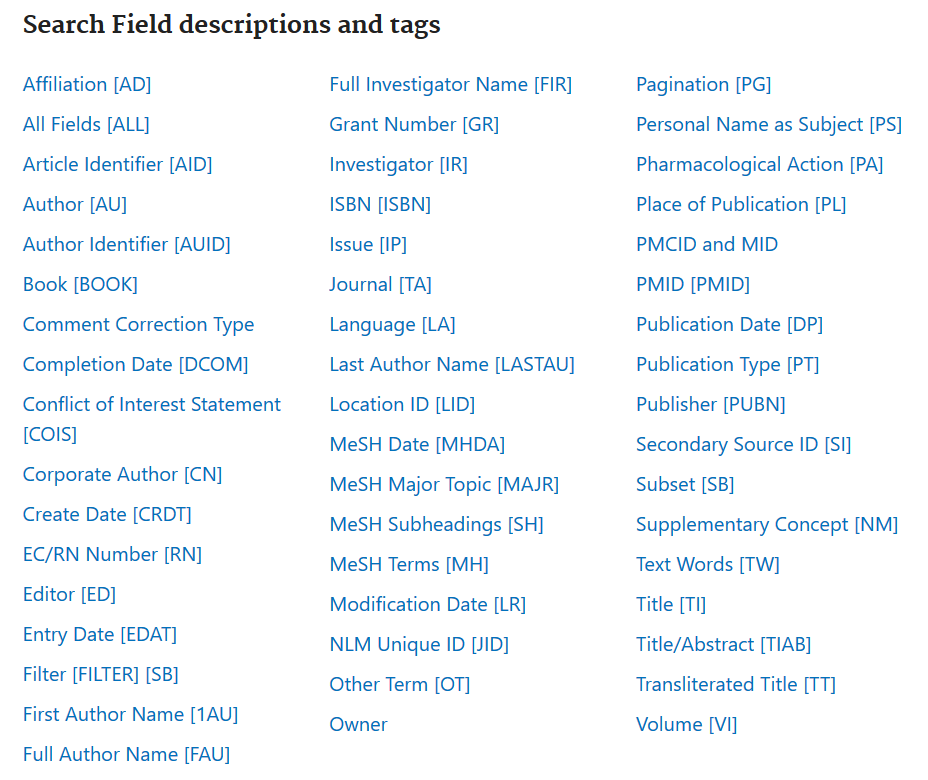 Search Field descriptions and tags
Affiliation [AD]
All Fields [ALL]
Article Identifier [AID]
Author [AU]
Author Identifier [AUID]
Book [BOOK]
Comment Correction Type
Completion Date [DCOM]
Conflict of Interest Statement
[COIS]
Corporate Author [CN]
Create Date [CRDT]
EC/RN Number [RN]
Editor [ED]
Entry Date [EDAT]
Filter [FILTER] [SB]
First Author Name [1AU]
Full Author Name [FAU]
Full Investigator Name [FIR]
Grant Number [GR]
Investigator [IR]
ISBN [ISBN]
Issue [IP]
Journal [TA]
Language [LA]
Last Author Name [LASTAU]
Location ID [LID]
MeSH Date [MHDA]
MeSH Major Topic [MAJR]
MeSH Subheadings [SH]
MeSH Terms [MH]
Modification Date [LR]
NLM Unique ID [JID]
Other Term [OT]
Owner
Pagination [PG]
Personal Name as Subject [PS]
Pharmacological Action [PA]
Place of Publication [PL]
PMCID and MID
PMID [PMID]
Publication Date [DP]
Publication Type [PT]
Publisher [PUBN]
Secondary Source ID [SI]
Subset [SB]
Supplementary Concept [NM]
Text Words [TW]
Title [TI]
Title/Abstract [TIAB]
Transliterated Title [TT]
Volume [VI]